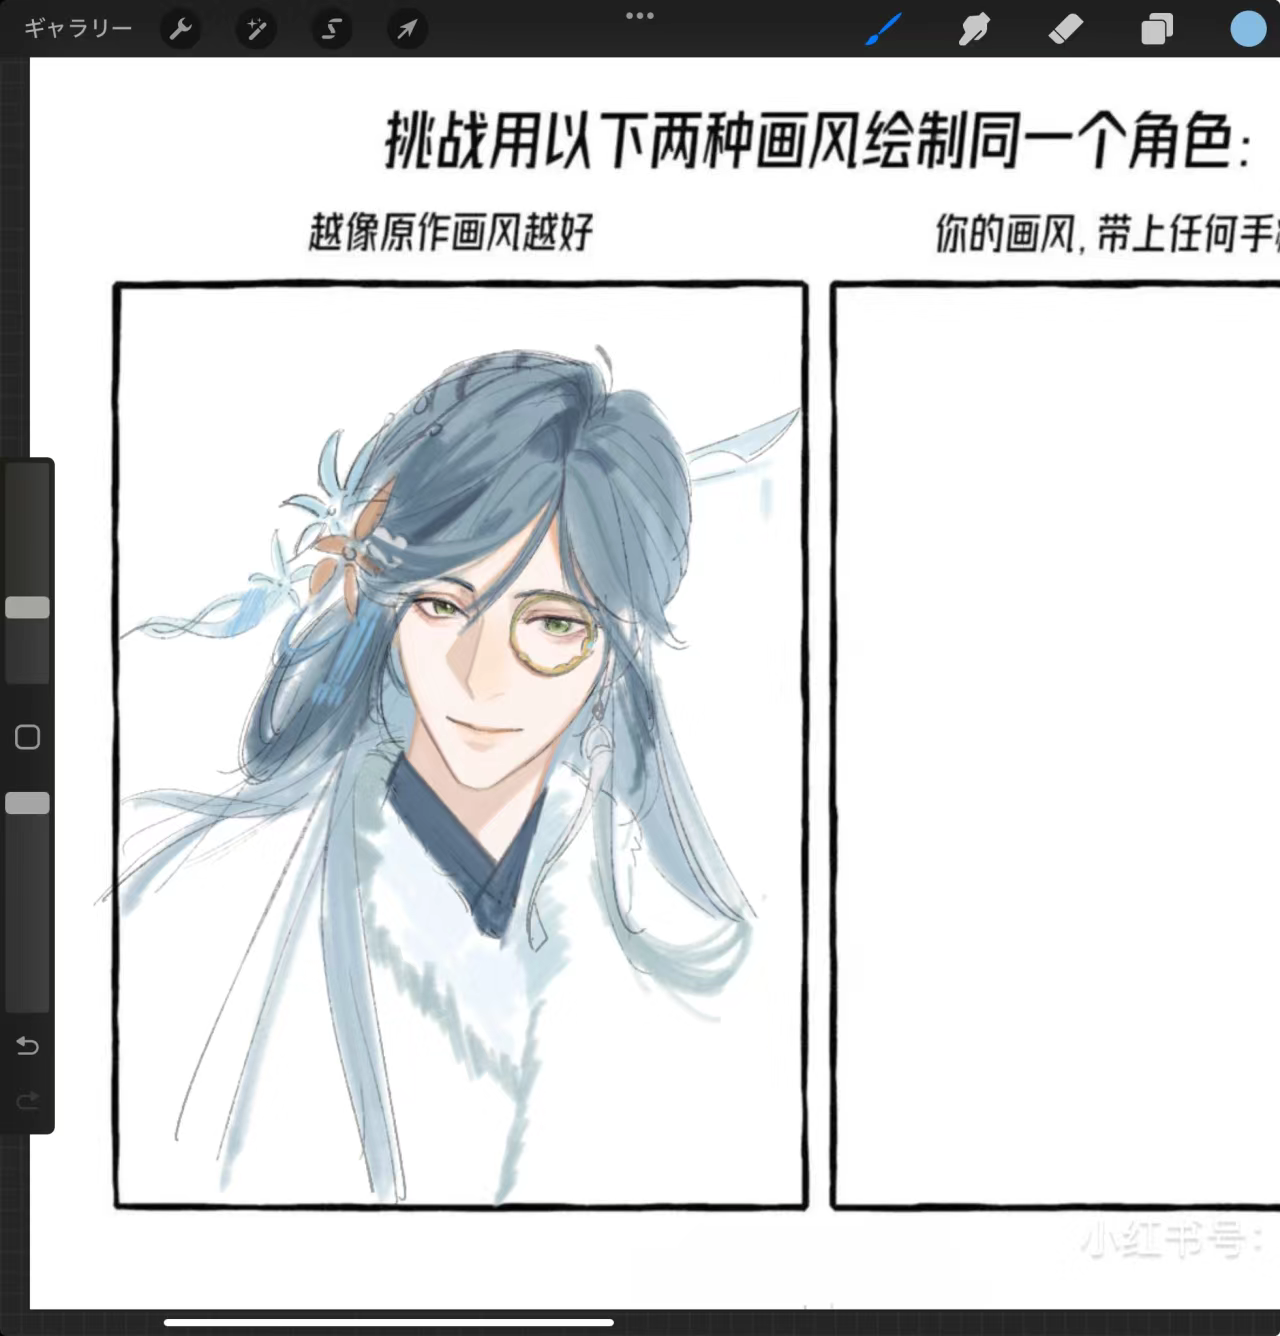 ギャラリー
挑战用以下两种画风绘制同一个角色：
越像原作画风越好
你的画风，带上任何手
小红书号：